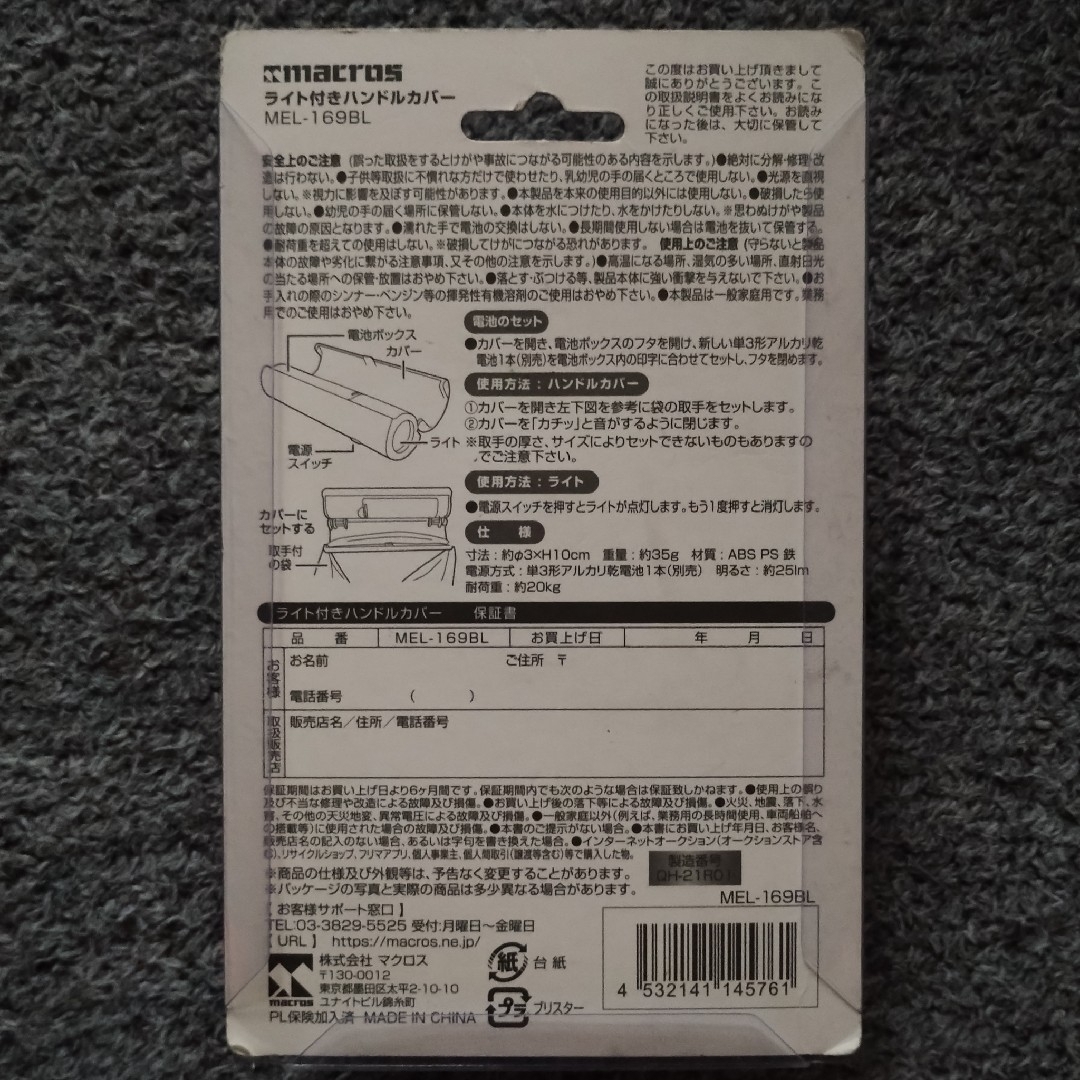 macros
ライト付きハンドルカバー
MEL-169BL
この度はお買い上げ頂きまして
誠にありがとうございます。こ
の取扱説明書をよくお読みにな
り正しくご使用下さい。お読み
になった後は、大切に保管して
下さい。
安全上のご注意 (誤った取扱をするとけがや事故につながる可能性のある内容を示します。)●絶対に分解・修理・改
造は行わない。●子供等取扱に不慣れな方だけで使わせたり、乳幼児の手の届くところで使用しない。●光源を直視
しない。※視力に影響を及ぼす可能性があります。●本製品を本来の使用目的以外には使用しない。●破損したら使
用しない。●幼児の手の届く場所に保管しない。●本体を水につけたり、水をかけたりしない。※思わぬけがや製品
の故障の原因となります。●濡れた手で電池の交換はしない。●長期間使用しない場合は電池を抜いて保管する。
●耐荷重を超えての使用はしない。※破損してけがにつながる恐れがあります。 使用上のご注意 (守らないと製品
本体の故障や劣化に繋がる注意事項、又その他の注意を示します。)●高温になる場所、湿気の多い場所、直射日光
の当たる場所への保管・放置はおやめ下さい。●落とす・ぶつける等、製品本体に強い衝撃を与えないで下さい。●お
手入れの際のシンナー・ベンジン等の揮発性有機溶剤のご使用はおやめ下さい。●本製品は一般家庭用です。業務
用でのご使用はおやめ下さい。
電池ボックス
カバー
電源
スイッチ
ライト
カバーに
セットする
取手付
の袋
電池のセット
●カバーを開き、電池ボックスのフタを開け、新しい単3形アルカリ乾
電池1本(別売)を電池ボックス内の印字に合わせてセットし、フタを閉めます。
使用方法：ハンドルカバー
①カバーを開き左下図を参考に袋の取手をセットします。
②カバーを「カチッ」と音がするように閉じます。
※取手の厚さ、サイズによりセットできないものもありますの
でご注意下さい。
使用方法：ライト
●電源スイッチを押すとライトが点灯します。もう1度押すと消灯します。
仕 様
寸法：約φ3×H10cm 重量：約35g 材質：ABS PS 鉄
電源方式：単3形アルカリ乾電池1本(別売) 明るさ：約25lm
耐荷重：約20kg
ライト付きハンドルカバー 保証書
品 番 MEL-169BL お買上げ日 年 月 日
お客様
お名前 ご住所 〒
電話番号 ( )
取扱販売店
販売店名／住所／電話番号
保証期間はお買い上げ日より6ヶ月間です。保証期間内でも次のような場合は保証致しかねます。●使用上の誤り
及び不当な修理や改造による故障及び損傷。●お買い上げ後の落下等による故障及び損傷。●火災、地震、落下、水
害、その他の天災地変、異常電圧による故障及び損傷。●一般家庭以外(例えば、業務用の長時間使用、車両船舶へ
の搭載等)に使用された場合の故障及び損傷。●本書のご提示がない場合。●本書にお買い上げ年月日、お客様名、
販売店名の記入のない場合、あるいは字句を書き換えた場合。●インターネットオークション(オークションストア含
む)、リサイクルショップ、フリマアプリ、個人事業主、個人間取引(譲渡等含む)等で購入した物。
※商品の仕様及び外観等は、予告なく変更することがあります。
※パッケージの写真と実際の商品は多少異なる場合があります。
製造番号
QH-21R01
MEL-169BL
【お客様サポート窓口】
TEL:03-3829-5525 受付:月曜日〜金曜日
【URL】 https://macros.ne.jp/
macros
株式会社 マクロス
〒130-0012
東京都墨田区太平2-10-10
ユナイトビル錦糸町
PL保険加入済 MADE IN CHINA
紙 台紙
プラ ブリスター
4 532141 145761